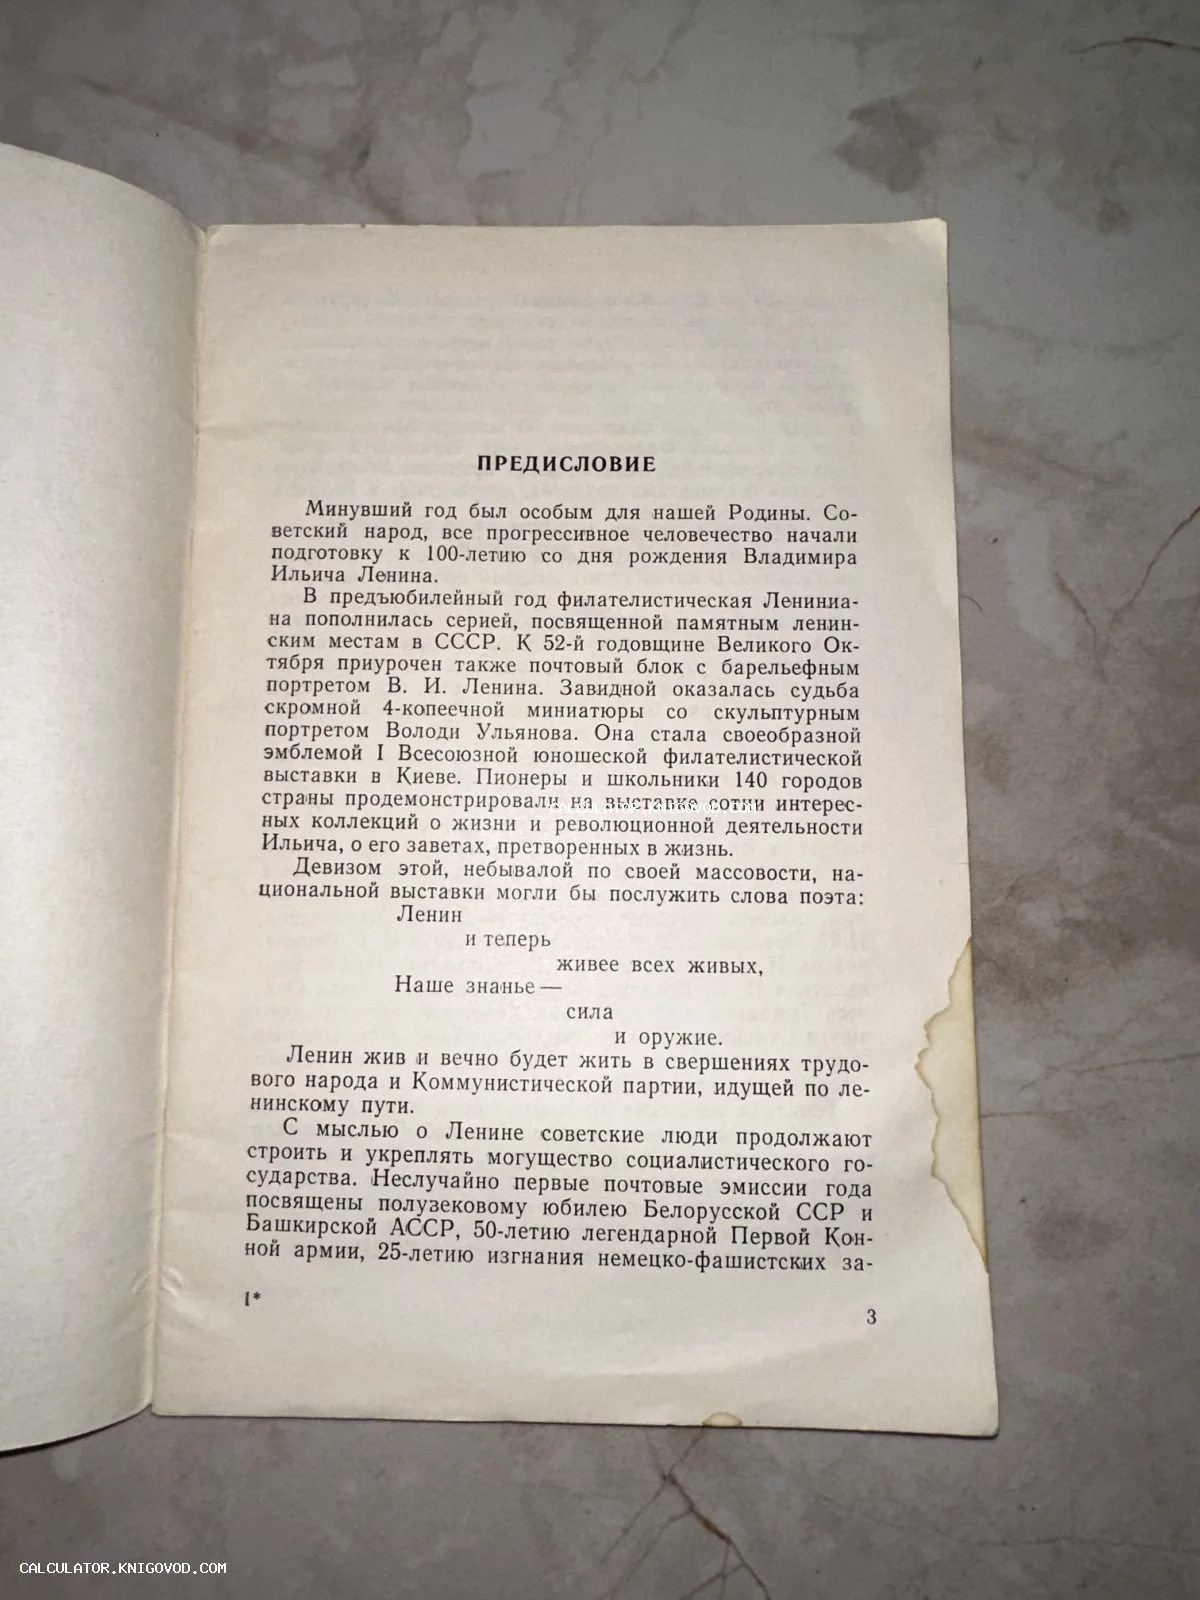 ПРЕДИСЛОВИЕ
Минувший год был особым для нашей Родины. Со-
ветский народ, все прогрессивное человечество начали
подготовку к 100-летию со дня рождения Владимира
Ильича Ленина.
В предъюбилейный год филателистическая Лениниа-
на пополнилась серией, посвященной памятным ленин-
ским местам в СССР. К 52-й годовщине Великого Ок-
тября приурочен также почтовый блок с барельефным
портретом В. И. Ленина. Завидной оказалась судьба
скромной 4-копеечной миниатюры со скульптурным
портретом Володи Ульянова. Она стала своеобразной
эмблемой I Всесоюзной юношеской филателистической
выставки в Киеве. Пионеры и школьники 140 городов
страны продемонстрировали на выставке сотни интерес-
CALCULATOR.KNIGOVOD.COM
ных коллекций о жизни и революционной деятельности
Ильича, о его заветах, претворенных в жизнь.
Девизом этой, небывалой по своей массовости, на-
циональной выставки могли бы послужить слова поэта:
Ленин
и теперь
живее всех живых,
Наше знанье —
сила
и оружие.
Ленин жив и вечно будет жить в свершениях трудо-
вого народа и Коммунистической партии, идущей по ле-
нинскому пути.
С мыслью о Ленине советские люди продолжают
строить и укреплять могущество социалистического го-
сударства. Неслучайно первые почтовые эмиссии года
посвящены полузековому юбилею Белорусской ССР и
Башкирской АССР, 50-летию легендарной Первой Кон-
ной армии, 25-летию изгнания немецко-фашистских за-
1*
3
CALCULATOR.KNIGOVOD.COM